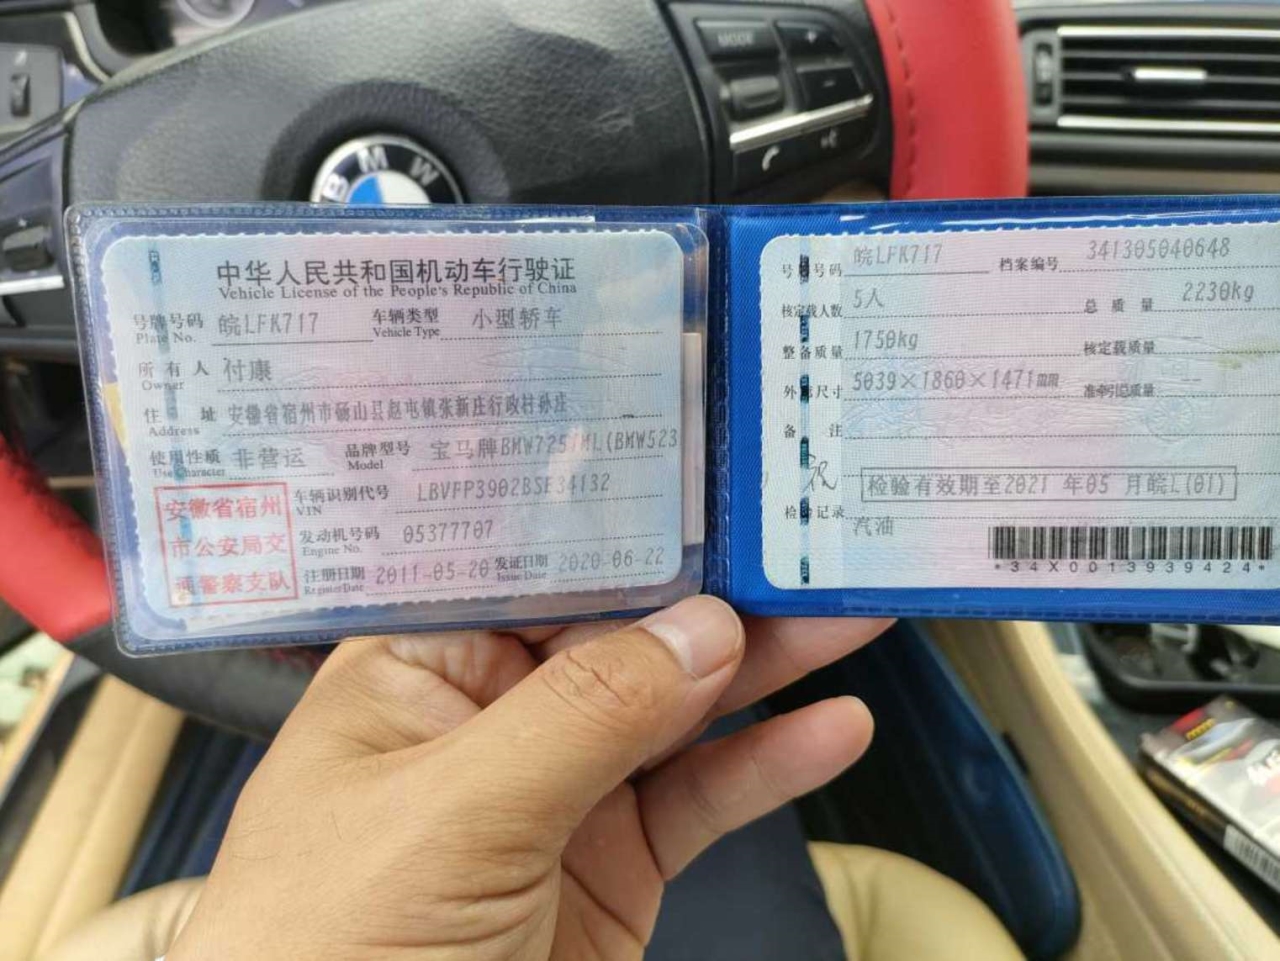 MODE
BMW
中华人民共和国机动车行驶证
Vehicle License of the People's Republic of China
号牌号码 皖LFK717 车辆类型 小型轿车
Plate No. Vehicle Type
所有人 付康
Owner
住址 安徽省宿州市砀山县赵屯镇张新庄行政村孙庄
Address
使用性质 非营运 品牌型号 宝马牌BMW7251ML(BMW523
Use Character Model
安徽省宿州
市公安局交
通警察支队
车辆识别代号 LBVFP3902BSE34132
VIN
发动机号码 05377707
Engine No.
注册日期 2011-05-20 发证日期 2020-06-22
Register Date Issue Date
号牌号码 皖LFK717 档案编号 341305040648
核定载人数 5人 总质量 2230kg
整备质量 1750kg 核定载质量 --
外廓尺寸 5039×1860×1471 准牵引总质量 --
备注
检验有效期至2021年05月皖L(01)
检验记录
汽油
*34X0013939424*